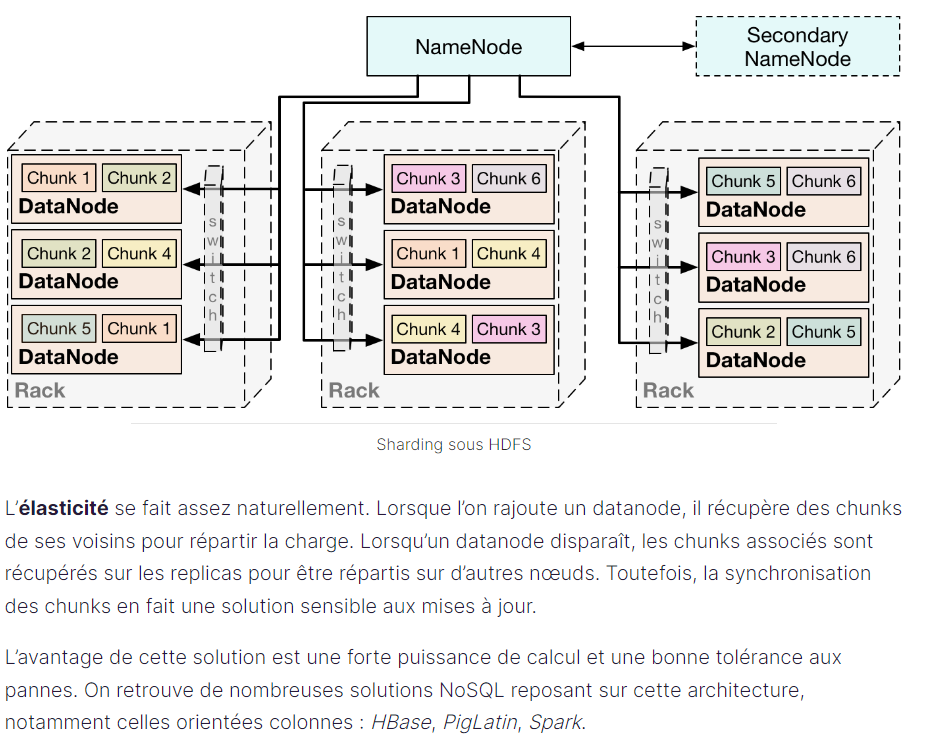 NameNode
Secondary
NameNode
Chunk 1 Chunk 2
DataNode
Chunk 2 Chunk 4
DataNode
Chunk 5 Chunk 1
DataNode
switch
Rack
Chunk 3 Chunk 6
DataNode
Chunk 1 Chunk 4
DataNode
Chunk 4 Chunk 3
DataNode
switch
Rack
Chunk 5 Chunk 6
DataNode
Chunk 3 Chunk 6
DataNode
Chunk 2 Chunk 5
DataNode
switch
Rack
Sharding sous HDFS
L’élasticité se fait assez naturellement. Lorsque l’on rajoute un datanode, il récupère des chunks
de ses voisins pour répartir la charge. Lorsqu’un datanode disparaît, les chunks associés sont
récupérés sur les replicas pour être répartis sur d’autres nœuds. Toutefois, la synchronisation
des chunks en fait une solution sensible aux mises à jour.
L’avantage de cette solution est une forte puissance de calcul et une bonne tolérance aux
pannes. On retrouve de nombreuses solutions NoSQL reposant sur cette architecture,
notamment celles orientées colonnes : HBase, PigLatin, Spark.